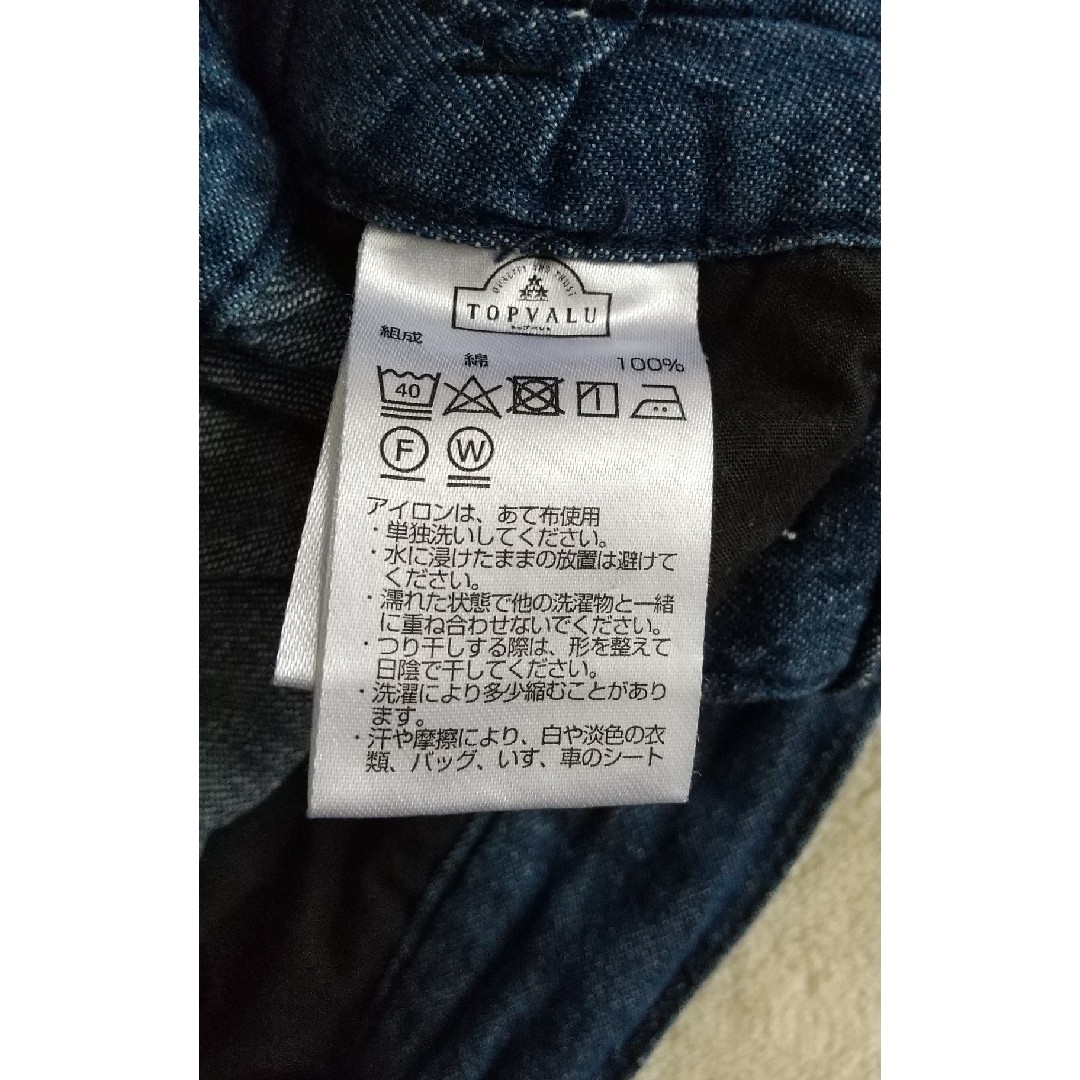 QUALITY AND TRUST
TOPVALU
組成
綿 100%
40
1
F W
アイロンは、あて布使用
・単独洗いしてください。
・水に浸けたままの放置は避けて
ください。
・濡れた状態で他の洗濯物と一緒
に重ね合わせないでください。
・つり干しする際は、形を整えて
日陰で干してください。
・洗濯により多少縮むことがあり
ます。
・汗や摩擦により、白や淡色の衣
類、バッグ、いす、車のシート